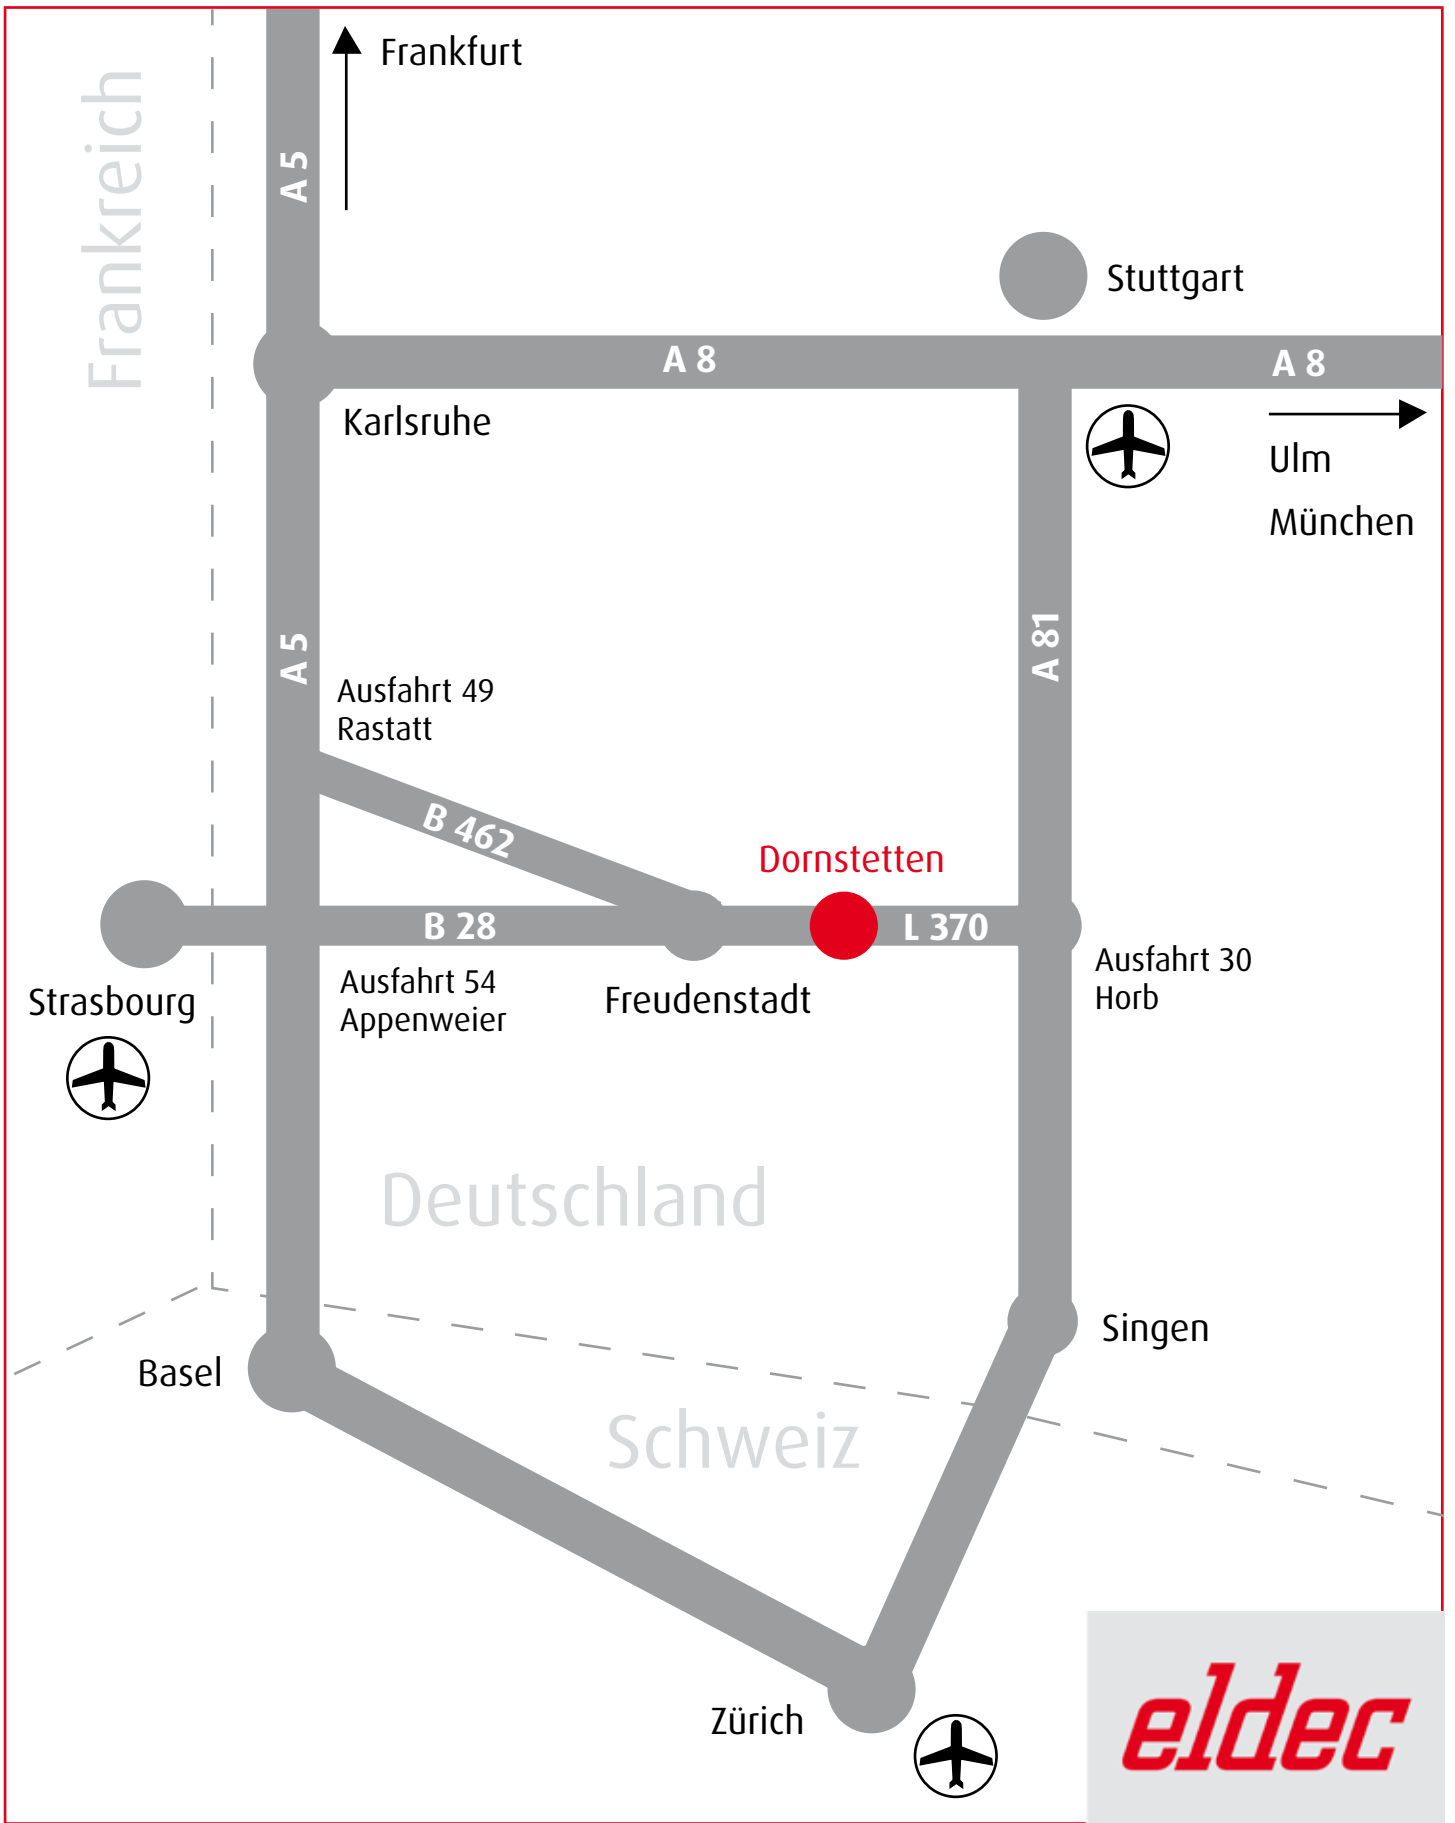 Frankfurt
Frankreich
A 5
Stuttgart
A 8
A 8
Karlsruhe
Ulm
München
A 5
A 81
Ausfahrt 49
Rastatt
B 462
Dornstetten
B 28
L 370
Strasbourg
Ausfahrt 54
Appenweier
Freudenstadt
Ausfahrt 30
Horb
Deutschland
Singen
Basel
Schweiz
Zürich
eldec